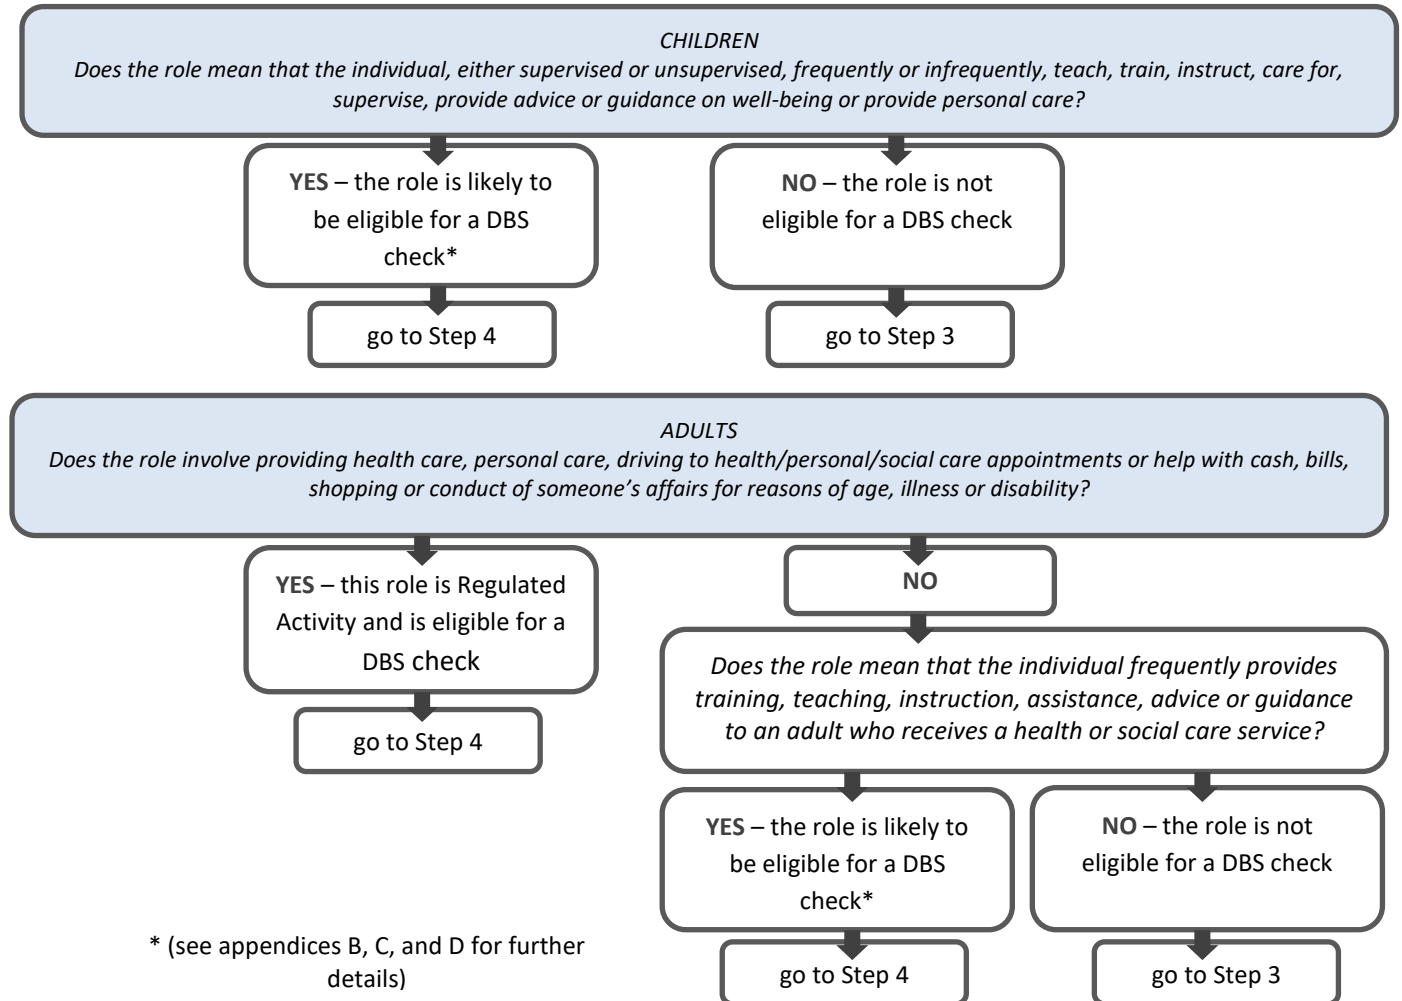 CHILDREN
Does the role mean that the individual, either supervised or unsupervised, frequently or infrequently, teach, train, instruct, care for,
supervise, provide advice or guidance on well-being or provide personal care?
YES – the role is likely to
be eligible for a DBS
check*
NO – the role is not
eligible for a DBS check
go to Step 4
go to Step 3
ADULTS
Does the role involve providing health care, personal care, driving to health/personal/social care appointments or help with cash, bills,
shopping or conduct of someone’s affairs for reasons of age, illness or disability?
YES – this role is Regulated
Activity and is eligible for a
DBS check
go to Step 4
NO
Does the role mean that the individual frequently provides
training, teaching, instruction, assistance, advice or guidance
to an adult who receives a health or social care service?
YES – the role is likely to
be eligible for a DBS
check*
NO – the role is not
eligible for a DBS check
go to Step 4
go to Step 3
* (see appendices B, C, and D for further
details)